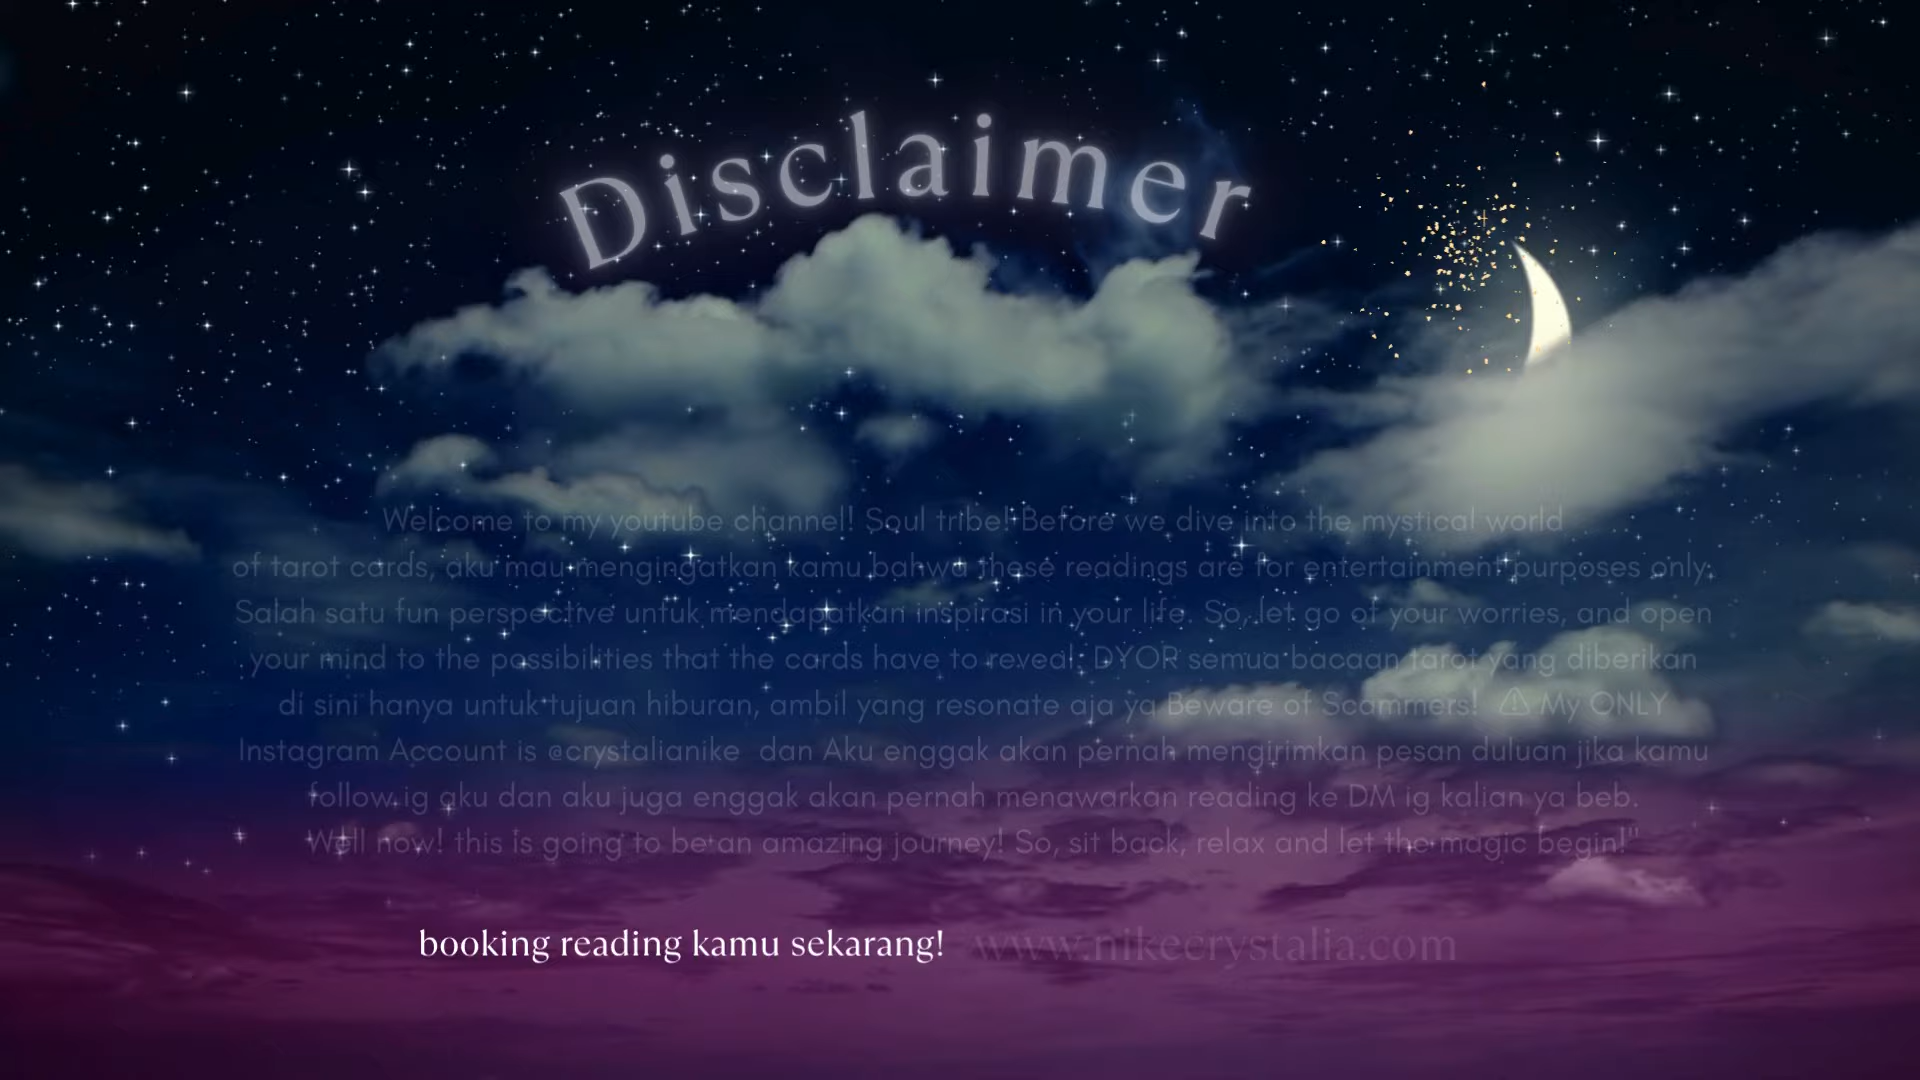 Disclaimer
Welcome to my youtube channel! Soul tribe! Before we dive into the mystical world
of tarot cards, aku mau mengingatkan kamu bahwa these readings are for entertainment purposes only.
Salah satu fun perspective untuk mendapatkan inspirasi in your life. So, let go of your worries, and open
your mind to the possibilities that the cards have to reveal. DYOR semua bacaan tarot yang diberikan
di sini hanya untuk tujuan hiburan, ambil yang resonate aja ya Beware of Scammers! ⚠ My ONLY
Instagram Account is @crystalianike dan Aku enggak akan pernah mengirimkan pesan duluan jika kamu
follow ig aku dan aku juga enggak akan pernah menawarkan reading ke DM ig kalian ya beb.
Well now! this is going to be an amazing journey! So, sit back, relax and let the magic begin!"
booking reading kamu sekarang! www.nikecrystalia.com